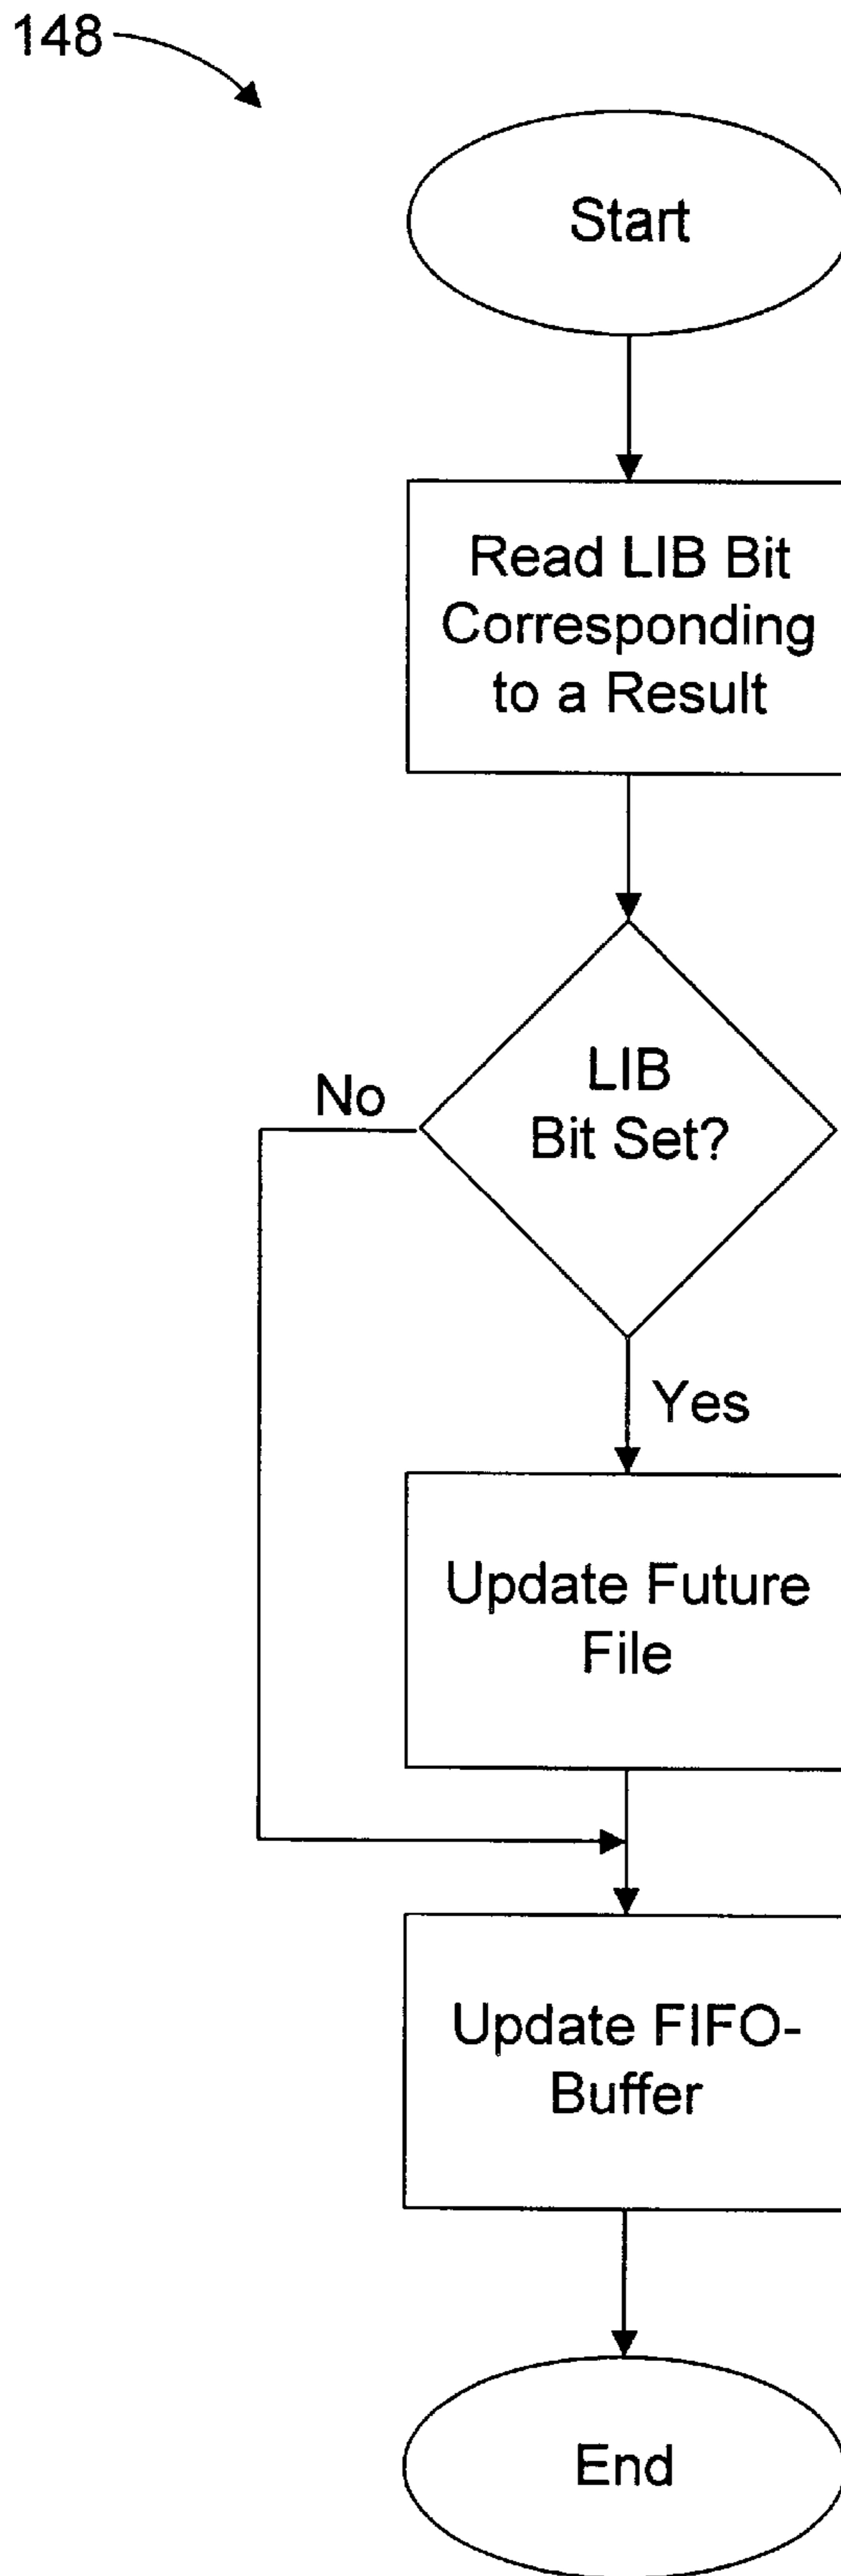 148
Start
Read LIB Bit
Corresponding
to a Result
LIB
Bit Set?
No
Yes
Update Future
File
Update FIFO-
Buffer
End